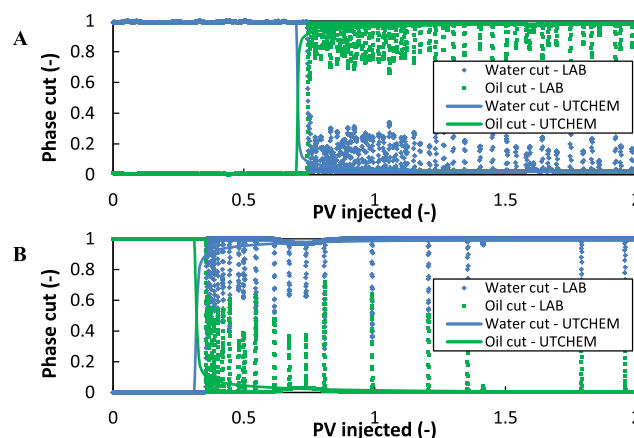 A
Phase cut (-)
1
0.8
0.6
0.4
0.2
0
Water cut - LAB
Oil cut - LAB
Water cut - UTCHEM
Oil cut - UTCHEM
0 0.5 1 1.5 2
PV injected (-)
B
Phase cut (-)
1
0.8
0.6
0.4
0.2
0
Water cut - LAB
Oil cut - LAB
Water cut - UTCHEM
Oil cut - UTCHEM
0 0.5 1 1.5 2
PV injected (-)